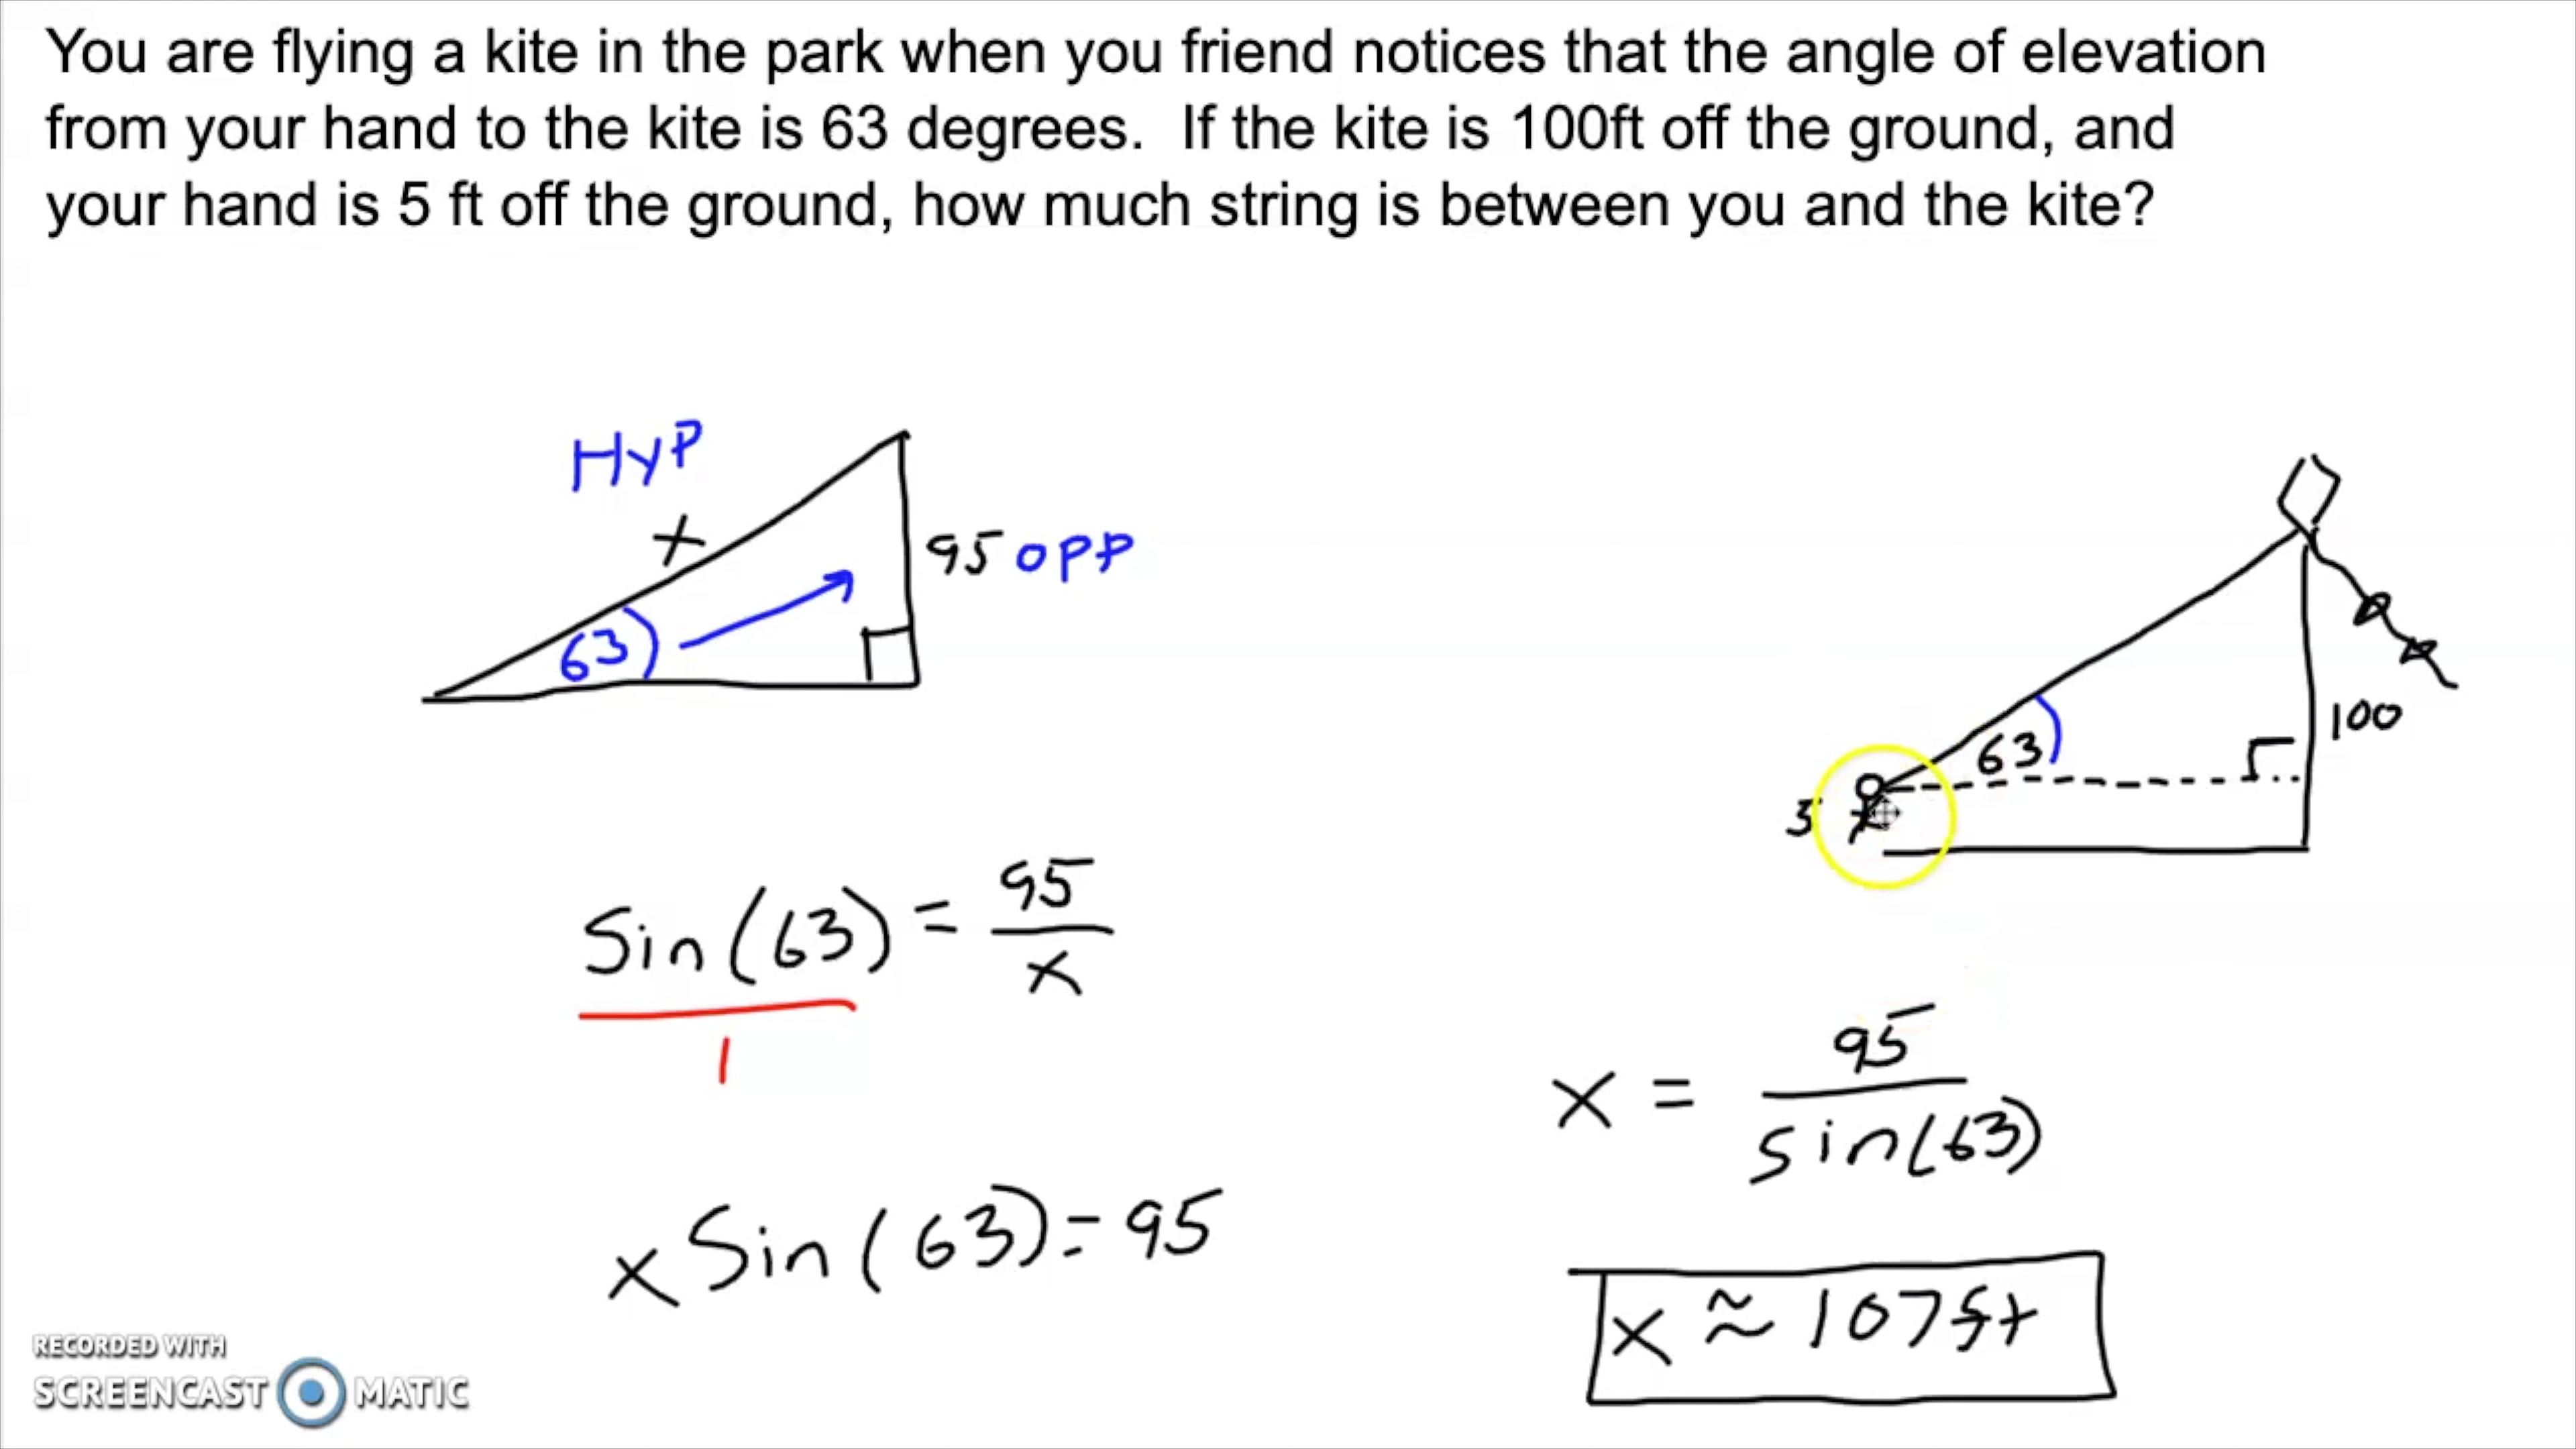 You are flying a kite in the park when you friend notices that the angle of elevation
from your hand to the kite is 63 degrees. If the kite is 100ft off the ground, and
your hand is 5 ft off the ground, how much string is between you and the kite?
HYP
x
95 OPP
63
63
100
5
Sin(63) = 95/x
1
x = 95/sin(63)
x Sin(63) = 95
x ≈ 107ft
RECORDED WITH
SCREENCAST MATIC